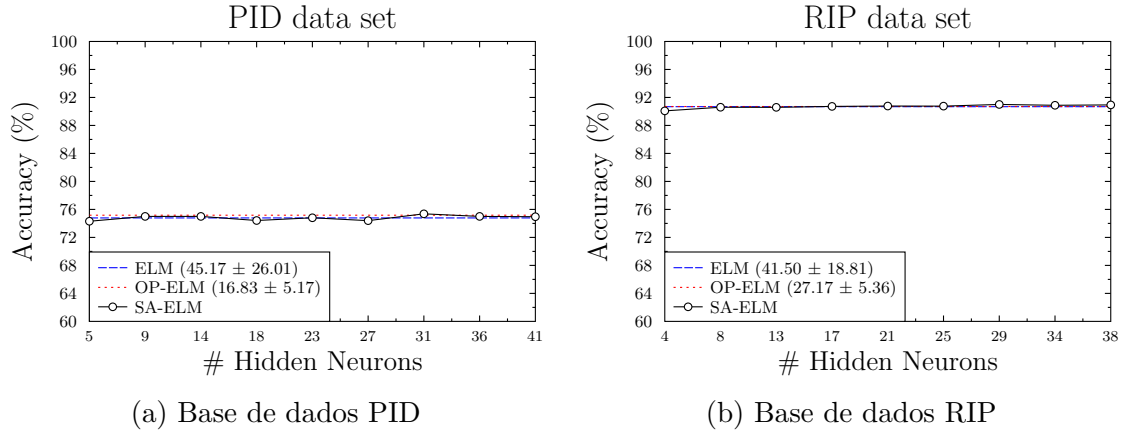 PID data set
Accuracy (%)
100
96
92
88
84
80
76
72
68
64
60
ELM (45.17 ± 26.01)
OP-ELM (16.83 ± 5.17)
SA-ELM
5 9 14 18 23 27 31 36 41
# Hidden Neurons
(a) Base de dados PID
RIP data set
Accuracy (%)
100
96
92
88
84
80
76
72
68
64
60
ELM (41.50 ± 18.81)
OP-ELM (27.17 ± 5.36)
SA-ELM
4 8 13 17 21 25 29 34 38
# Hidden Neurons
(b) Base de dados RIP